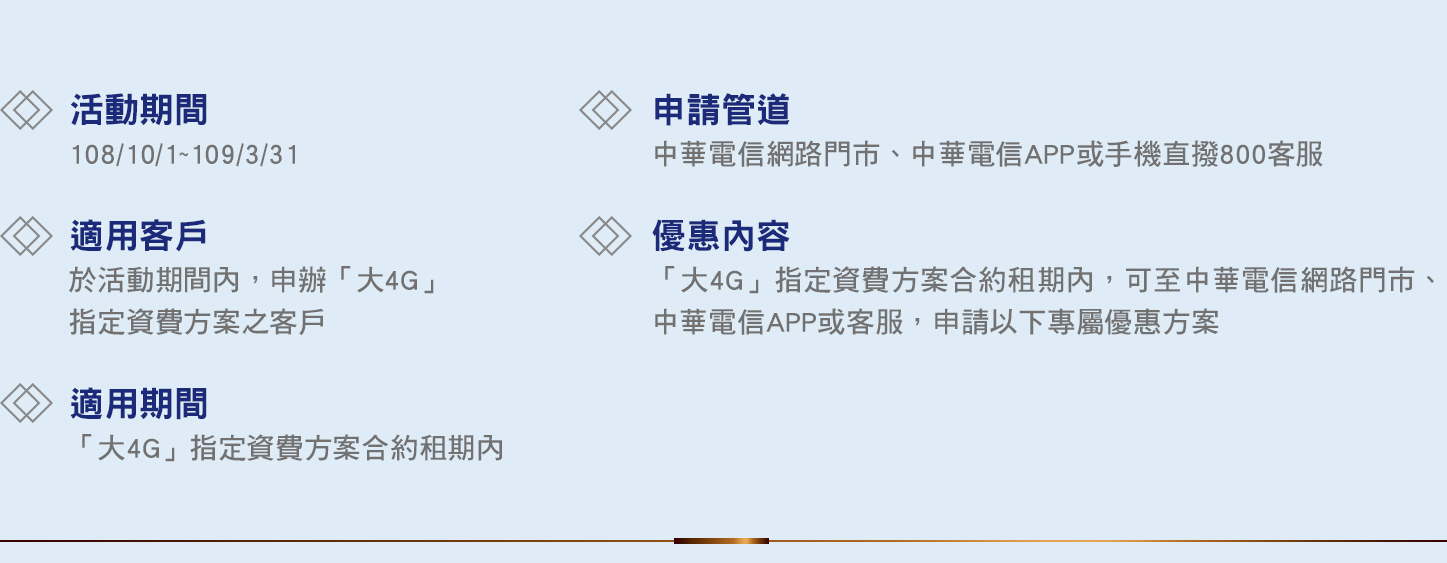 活動期間
108/10/1~109/3/31
適用客戶
於活動期間內，申辦「大4G」
指定資費方案之客戶
適用期間
「大4G」指定資費方案合約租期內
申請管道
中華電信網路門市、中華電信APP或手機直撥800客服
優惠內容
「大4G」指定資費方案合約租期內，可至中華電信網路門市、
中華電信APP或客服，申請以下專屬優惠方案